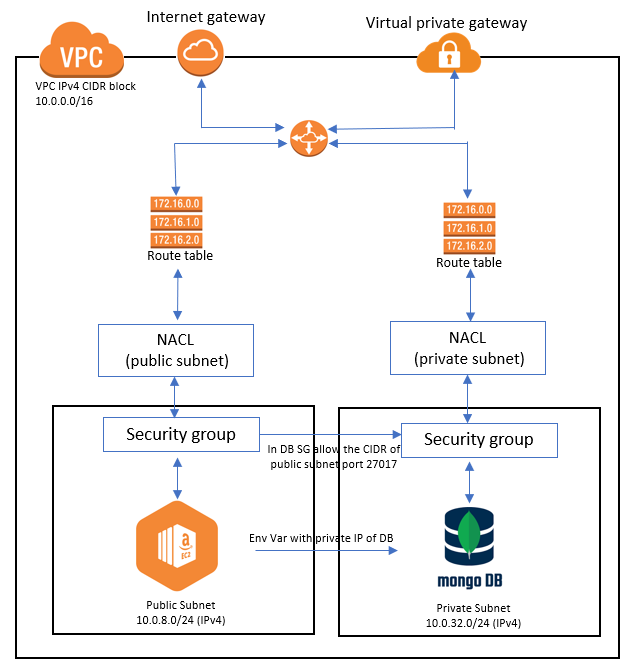 Internet gateway
Virtual private gateway
VPC
VPC IPv4 CIDR block
10.0.0.0/16
172.16.0.0
172.16.1.0
172.16.2.0
Route table
172.16.0.0
172.16.1.0
172.16.2.0
Route table
NACL
(public subnet)
NACL
(private subnet)
Security group
Security group
In DB SG allow the CIDR of
public subnet port 27017
a
EC2
Env Var with private IP of DB
mongo DB
Public Subnet
10.0.8.0/24 (IPv4)
Private Subnet
10.0.32.0/24 (IPv4)